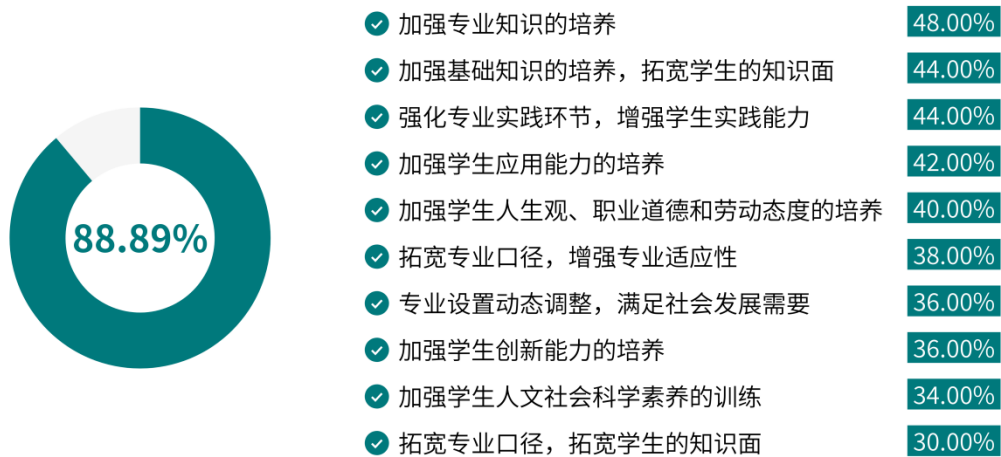 88.89%
加强专业知识的培养 48.00%
加强基础知识的培养，拓宽学生的知识面 44.00%
强化专业实践环节，增强学生实践能力 44.00%
加强学生应用能力的培养 42.00%
加强学生人生观、职业道德和劳动态度的培养 40.00%
拓宽专业口径，增强专业适应性 38.00%
专业设置动态调整，满足社会发展需要 36.00%
加强学生创新能力的培养 36.00%
加强学生人文社会科学素养的训练 34.00%
拓宽专业口径，拓宽学生的知识面 30.00%